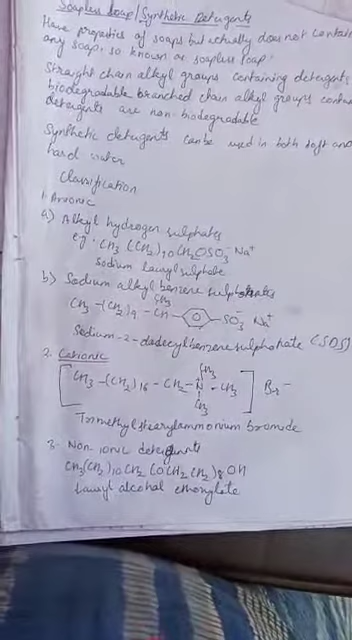 Soapless Soap/Synthetic Detergents
Have properties of soaps but actually does not contain
any soap, so known as soapless soap.
Straight chain alkyl groups containing detergents
biodegradable branched chain alkyl groups
detergents are non-biodegradable
Synthetic detergents can be used in both soft and
hard water
Classification
1. Anionic
a) Alkyl hydrogen sulphates
eg. CH3 (CH2)10 CH2OSO3⁻ Na⁺
Sodium lauryl sulphate
b) Sodium alkyl benzene sulphonates
CH3
CH3-(CH2)9-CH- -SO3⁻ Na⁺
Sodium-2-dodecylbenzene sulphonate (SDS)
2. Cationic
CH3
[CH3-(CH2)16-CH2-N-CH3] Br⁻
CH3
Trimethylstearylammonium bromide
3. Non-ionic detergents
CH3(CH2)10CH2(OCH2CH2)8OH
Lauryl alcohol